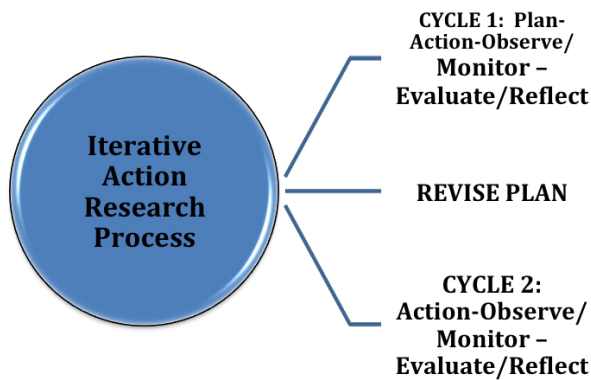 Iterative
Action
Research
Process
CYCLE 1:  Plan-
Action-Observe/
Monitor –
Evaluate/Reflect
REVISE PLAN
CYCLE 2:
Action-Observe/
Monitor –
Evaluate/Reflect